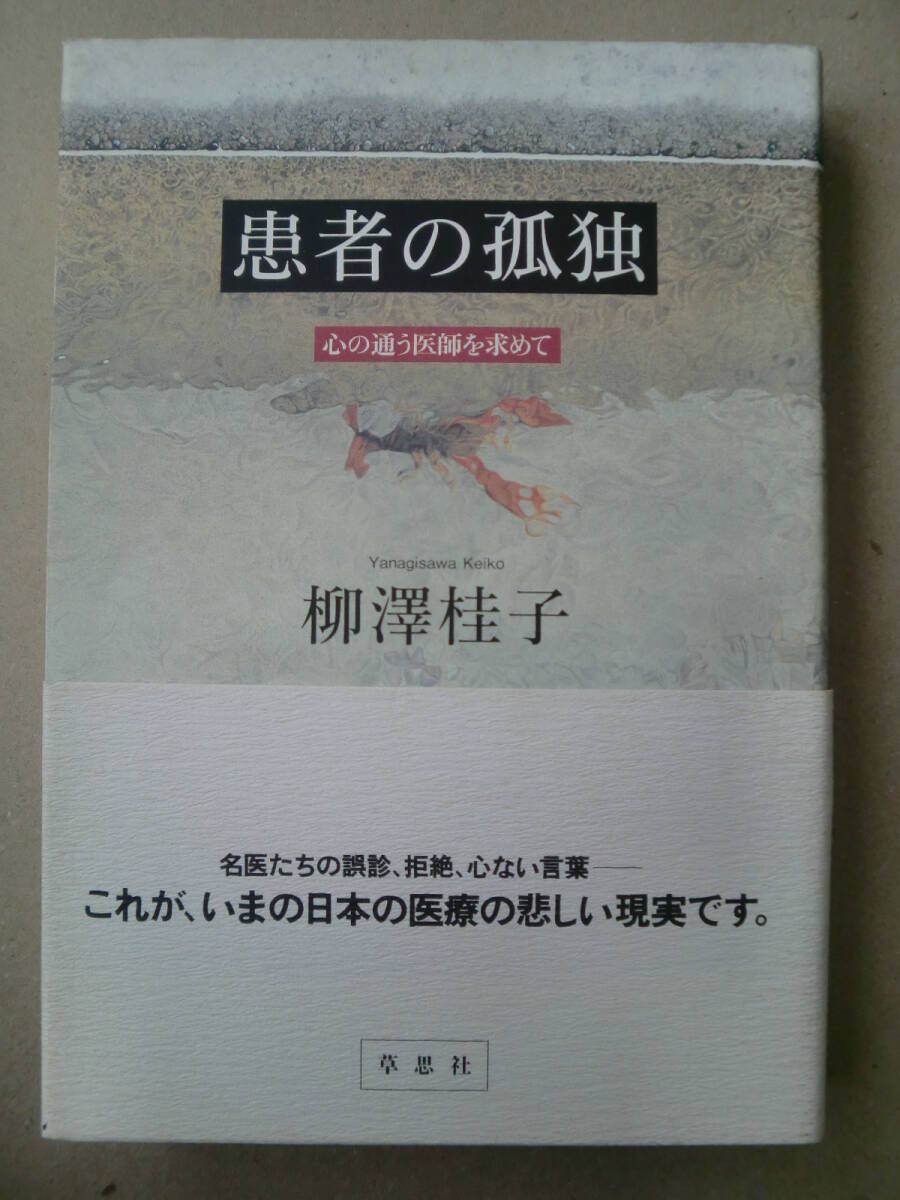 患者の孤独
心の通う医師を求めて
Yanagisawa Keiko
柳澤桂子
名医たちの誤診、拒絶、心ない言葉──
これが、いまの日本の医療の悲しい現実です。
草思社